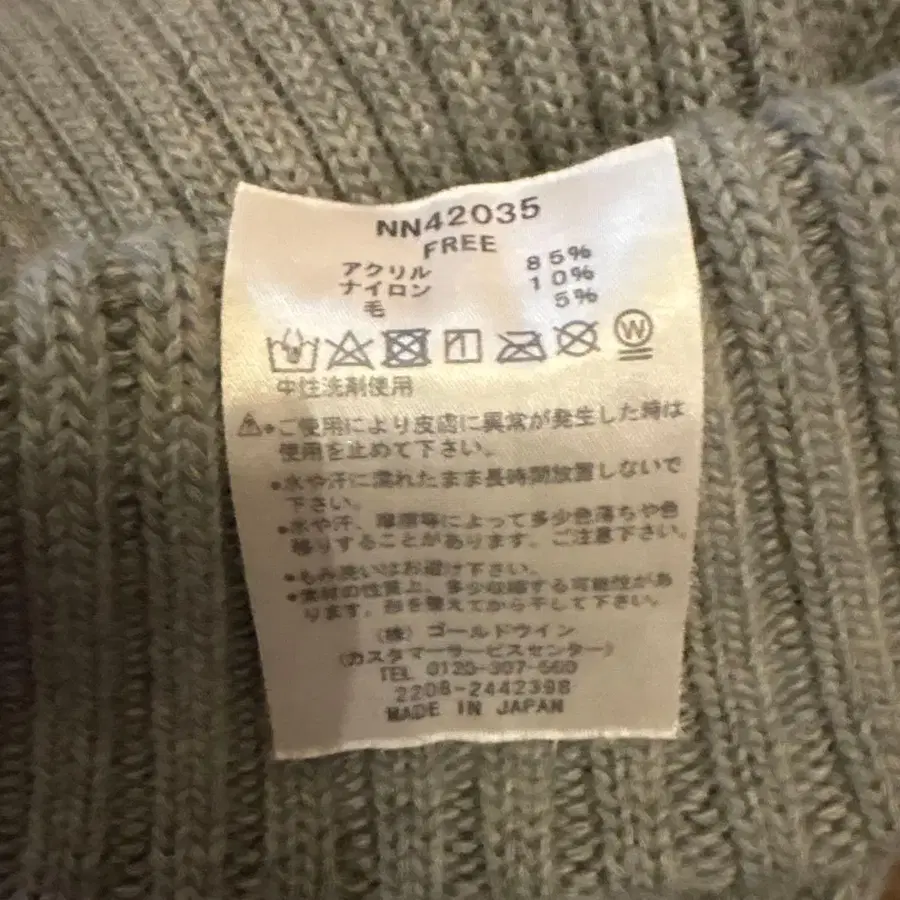 NN42035
FREE
アクリル 85%
ナイロン 10%
毛 5%
W
中性洗剤使用
●ご使用により皮膚に異常が発生した時は
使用を止めて下さい。
●水や汗に濡れたまま長時間放置しないで
下さい。
●水や汗、摩擦等によって多少色落ちや色
移りすることがあります。ご注意下さい。
●もみ洗いはお避け下さい。
●素材の性質上、多少収縮する可能性があ
ります。形を整えてから干して下さい。
(株) ゴールドウイン
(カスタマーサービスセンター)
TEL 0120-307-560
2208-2442398
MADE IN JAPAN